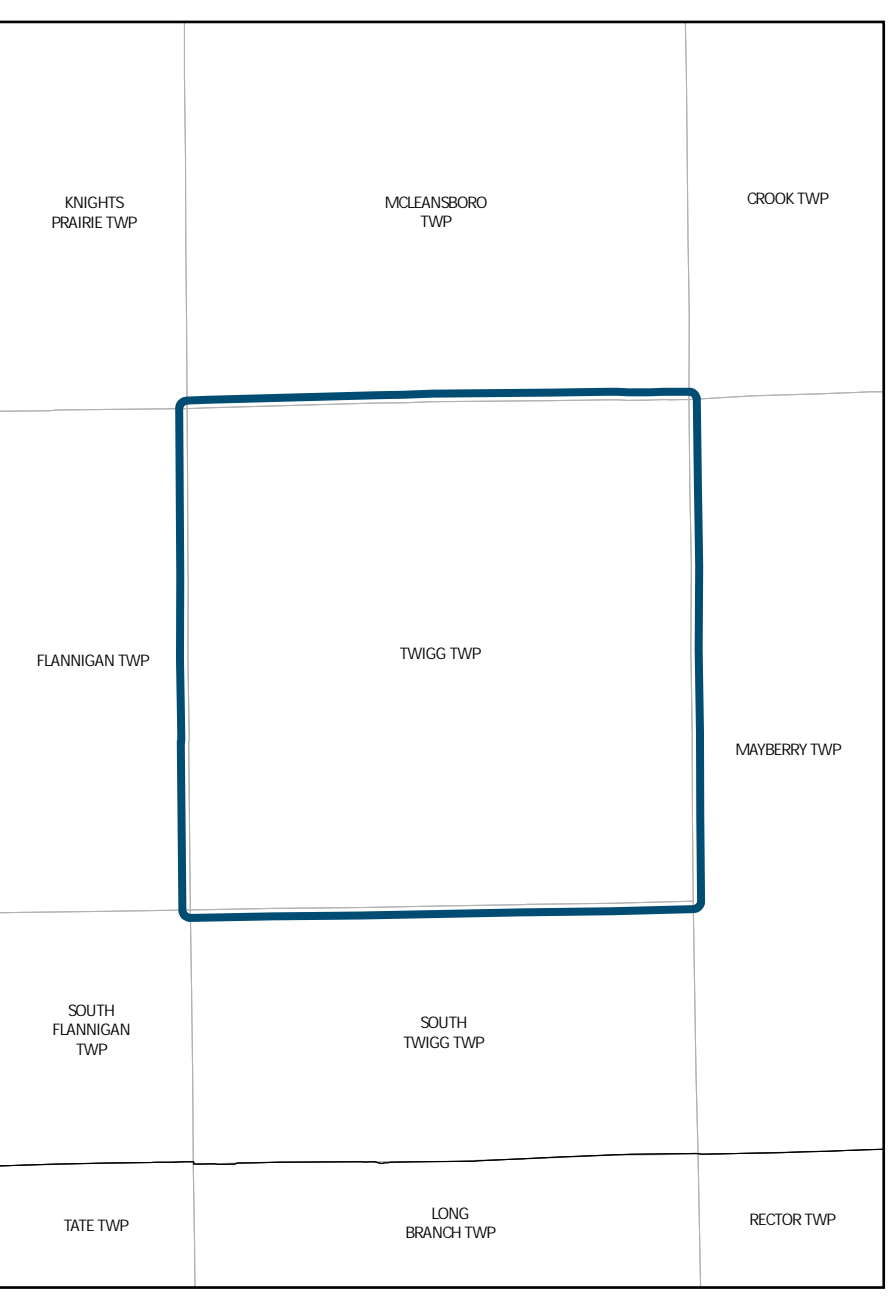 KNIGHTS
PRAIRIE TWP
MCLEANSBORO
TWP
CROOK TWP
FLANNIGAN TWP
TWIGG TWP
MAYBERRY TWP
SOUTH
FLANNIGAN
TWP
SOUTH
TWIGG TWP
TATE TWP
LONG
BRANCH TWP
RECTOR TWP